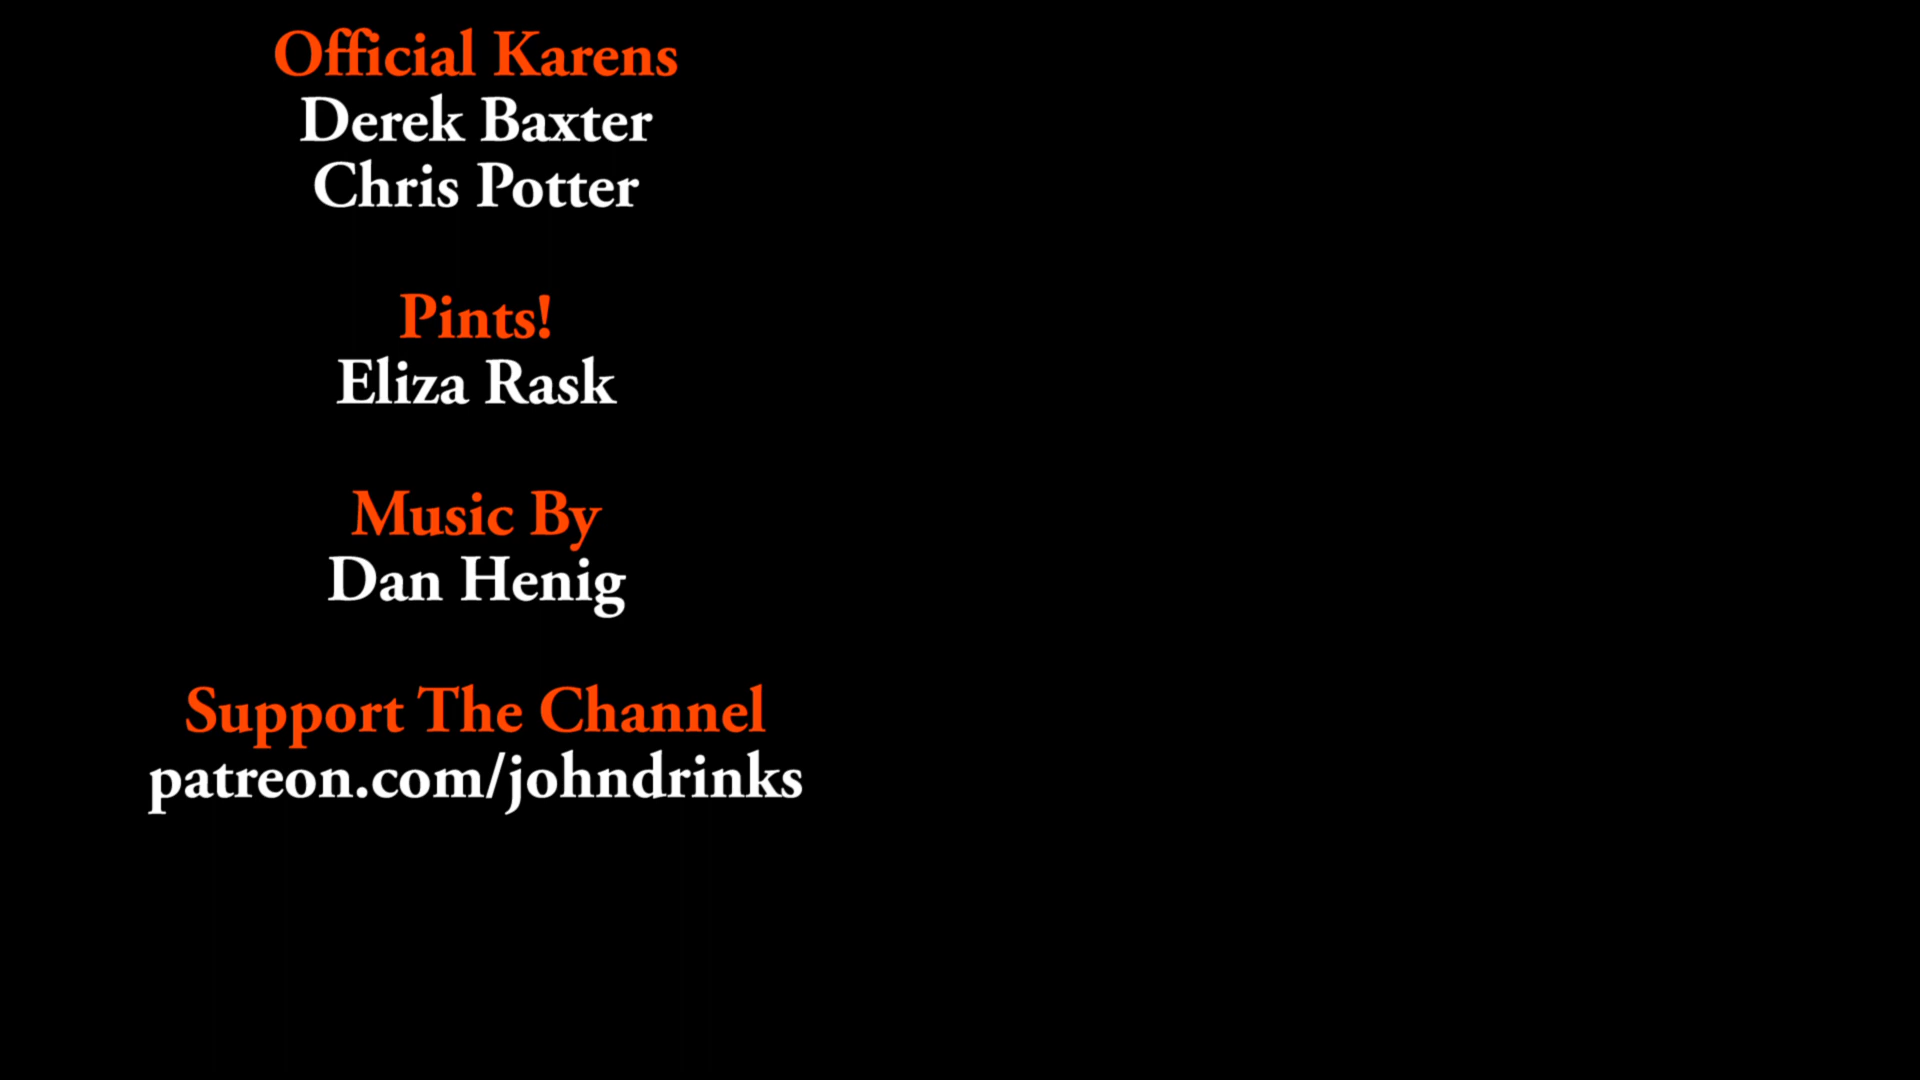 Official Karens
Derek Baxter
Chris Potter
Pints!
Eliza Rask
Music By
Dan Henig
Support The Channel
patreon.com/johndrinks